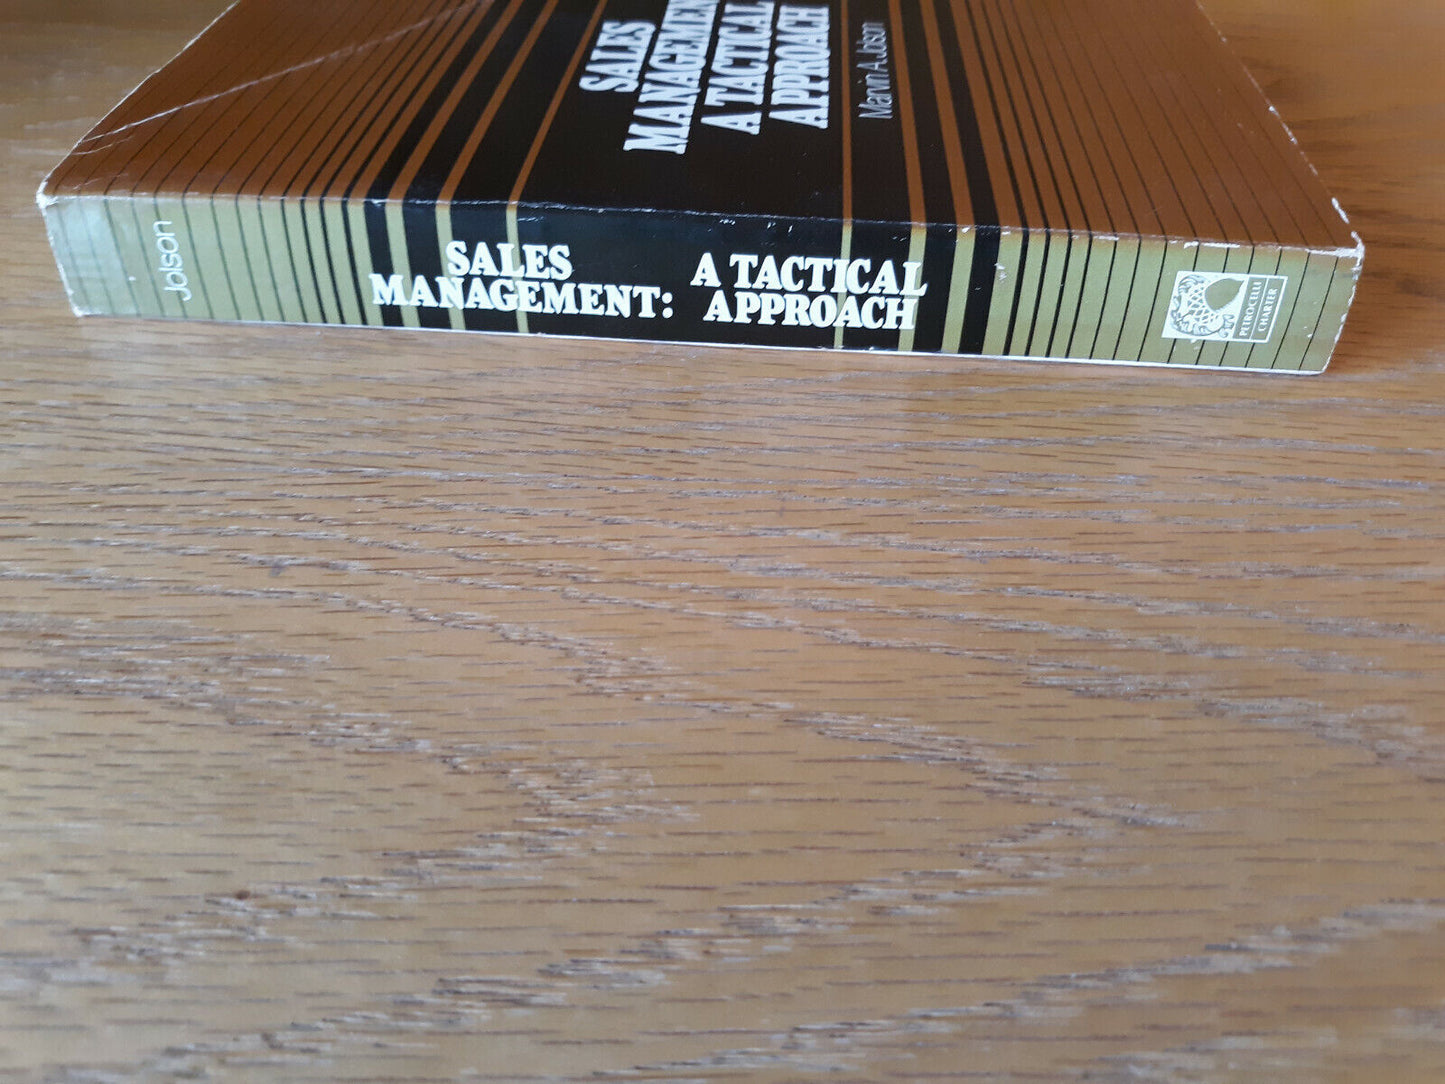 SALES
MANAGEMENT
A TACTICAL
APPROACH
Marvin A. Jolson
Jolson
SALES
MANAGEMENT:
A TACTICAL
APPROACH
PETROCELLI
CHARTER